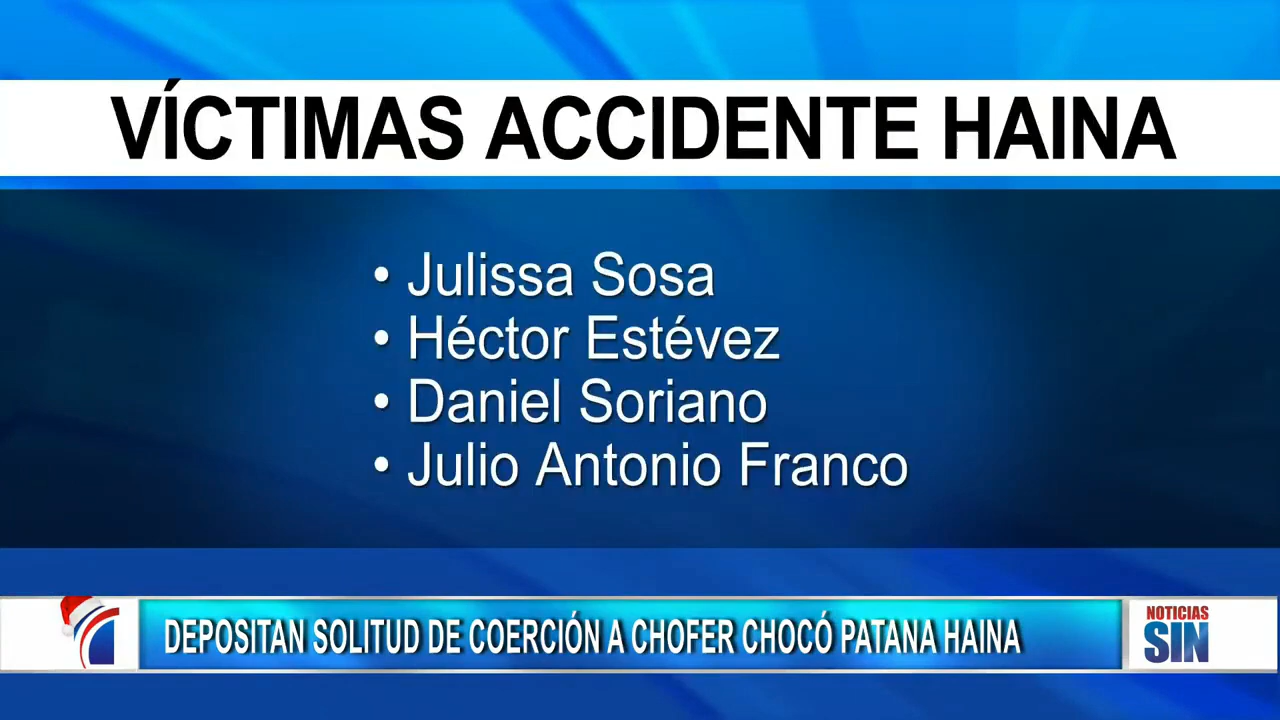 VÍCTIMAS ACCIDENTE HAINA
• Julissa Sosa
• Héctor Estévez
• Daniel Soriano
• Julio Antonio Franco
DEPOSITAN SOLITUD DE COERCIÓN A CHOFER CHOCÓ PATANA HAINA
NOTICIAS
SIN